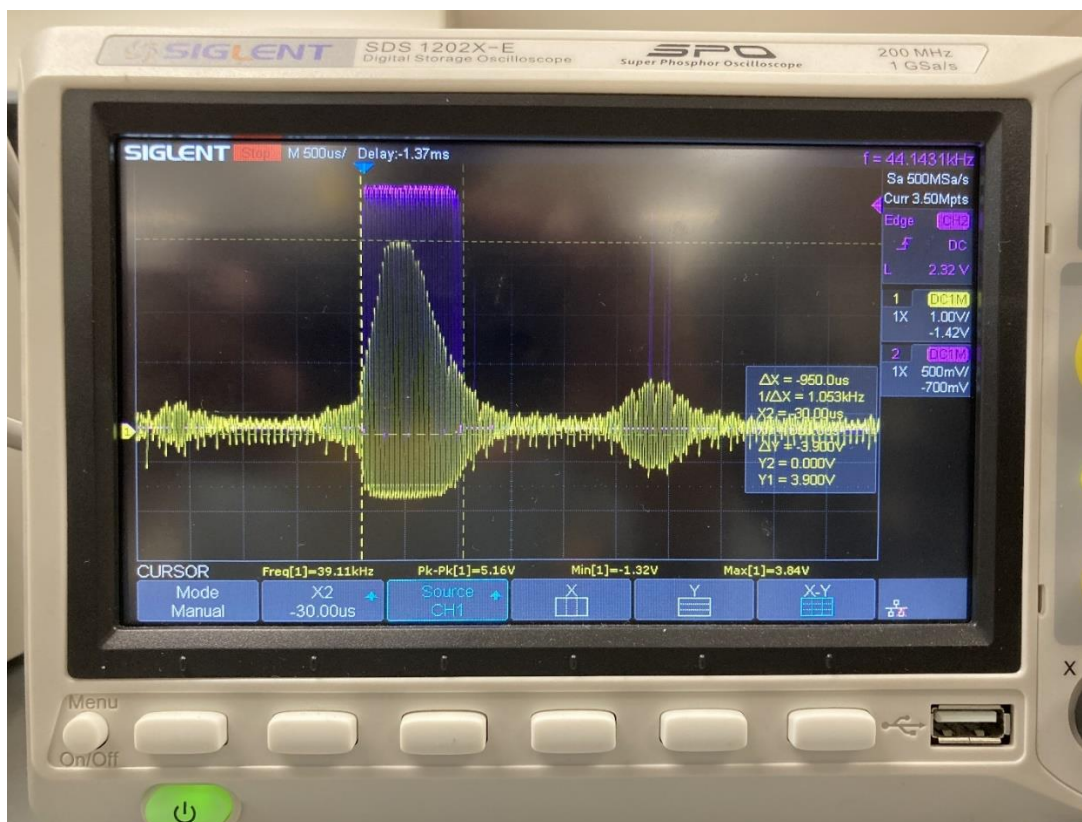 SIGLENT SDS 1202X-E SPO 200 MHz
Digital Storage Oscilloscope Super Phosphor Oscilloscope 1 GSa/s
SIGLENT Stop M 500us/ Delay:-1.37ms f = 44.1431kHz
Sa 500MSa/s
Curr 3.50Mpts
Edge CH2
DC
L 2.32 V
1 DC1M
1X 1.00V/
-1.42V
2 DC1M
1X 500mV/
-700mV
ΔX = -950.0us
1/ΔX = 1.053kHz
X2 = -30.00us
ΔY = -3.900V
Y2 = 0.000V
Y1 = 3.900V
1
CURSOR Freq[1]=39.11kHz Pk-Pk[1]=5.16V Min[1]=-1.32V Max[1]=3.84V
Mode X2 Source X Y X-Y
Manual -30.00us CH1
X
Menu
On/Off